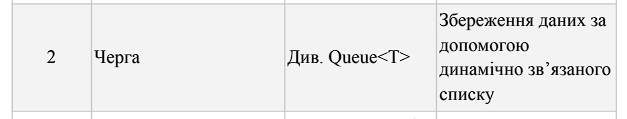 2 Черга Див. Queue<T> Збереження даних за
допомогою
динамічно зв’язаного
списку